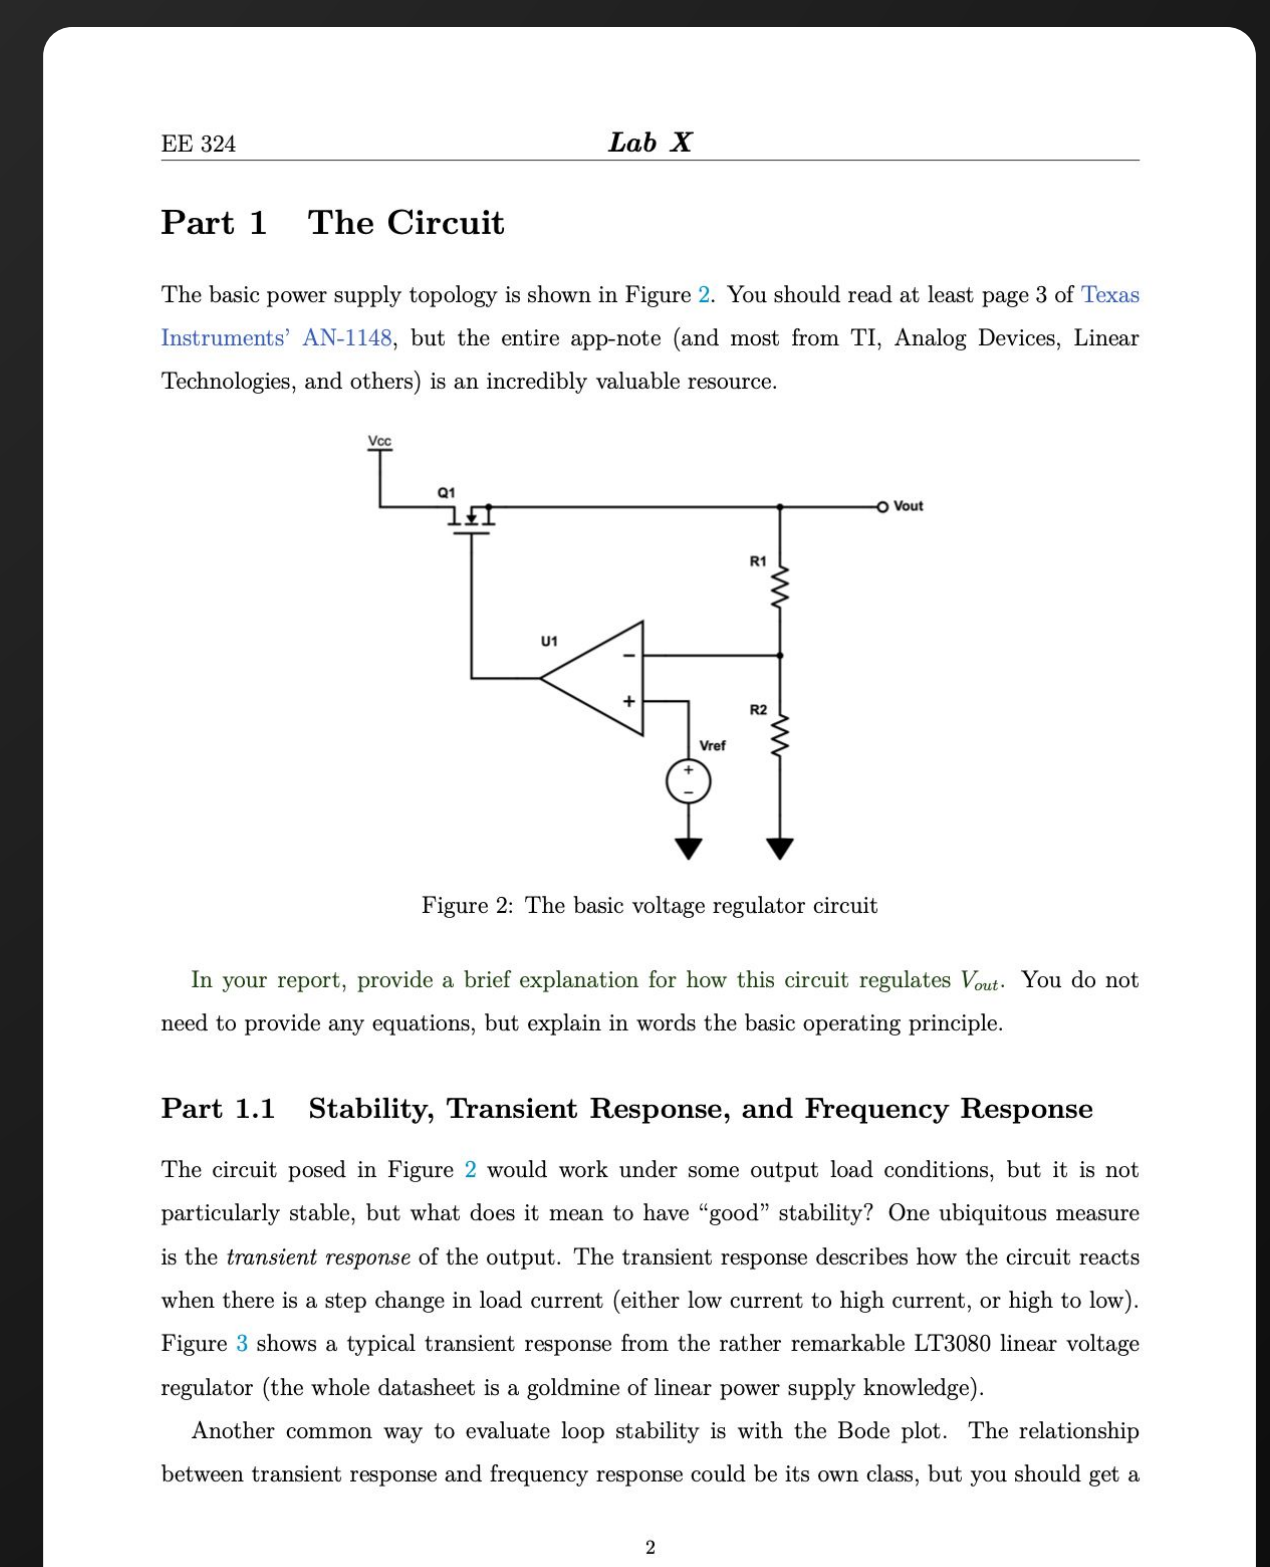 EE 324
Lab X
Part 1 The Circuit
The basic power supply topology is shown in Figure 2. You should read at least page 3 of Texas
Instruments' AN-1148, but the entire app-note (and most from TI, Analog Devices, Linear
Technologies, and others) is an incredibly valuable resource.
Vcc
Q1
Vout
R1
U1
−
+
R2
Vref
+
−
Figure 2: The basic voltage regulator circuit
In your report, provide a brief explanation for how this circuit regulates Vout. You do not
need to provide any equations, but explain in words the basic operating principle.
Part 1.1 Stability, Transient Response, and Frequency Response
The circuit posed in Figure 2 would work under some output load conditions, but it is not
particularly stable, but what does it mean to have “good” stability? One ubiquitous measure
is the transient response of the output. The transient response describes how the circuit reacts
when there is a step change in load current (either low current to high current, or high to low).
Figure 3 shows a typical transient response from the rather remarkable LT3080 linear voltage
regulator (the whole datasheet is a goldmine of linear power supply knowledge).
Another common way to evaluate loop stability is with the Bode plot. The relationship
between transient response and frequency response could be its own class, but you should get a
2